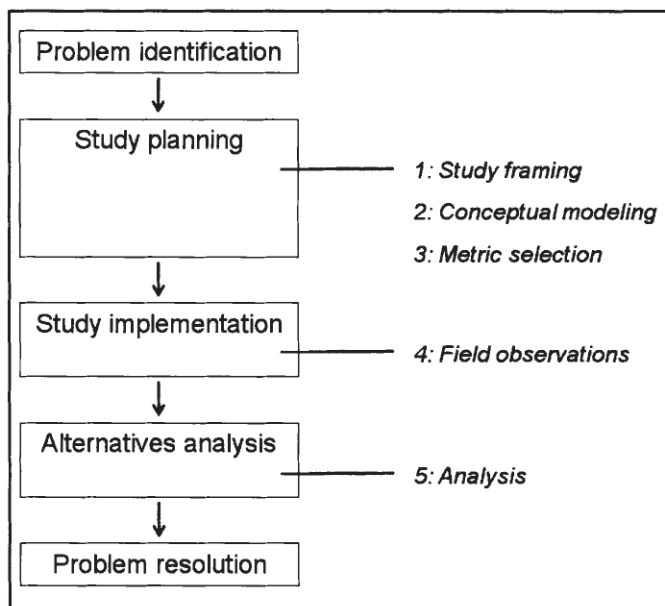 Problem identification
Study planning
1: Study framing
2: Conceptual modeling
3: Metric selection
Study implementation
4: Field observations
Alternatives analysis
5: Analysis
Problem resolution